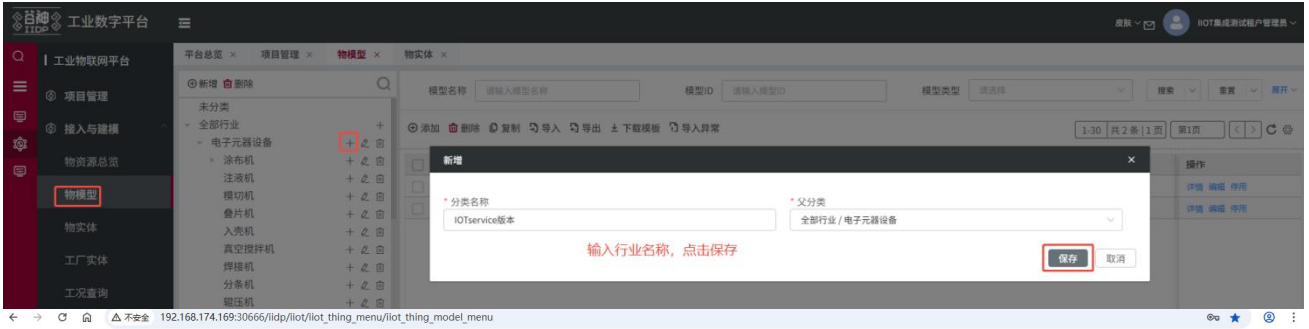 谷神 IIDP 工业数字平台
皮肤
IIOT集成测试租户管理员
工业物联网平台
平台总览 ×
项目管理 ×
物模型 ×
物实体 ×
项目管理
接入与建模
物资源总览
物模型
物实体
工厂实体
工况查询
新增 删除
未分类
全部行业
电子元器设备
涂布机
注液机
模切机
叠片机
入壳机
真空搅拌机
焊接机
分条机
辊压机
模型名称 请输入模型名称
模型ID 请输入模型ID
模型类型 请选择
搜索
重置
展开
添加 删除 复制 导入 导出 下载模板 导入异常
1-30 共2条 1页 第1页
操作
详情 编辑 停用
详情 编辑 停用
新增 ×
* 分类名称
IOTservice版本
* 父分类
全部行业 / 电子元器设备
输入行业名称，点击保存
保存 取消
不安全 192.168.174.169:30666/iidp/iiot/iiot_thing_menu/iiot_thing_model_menu